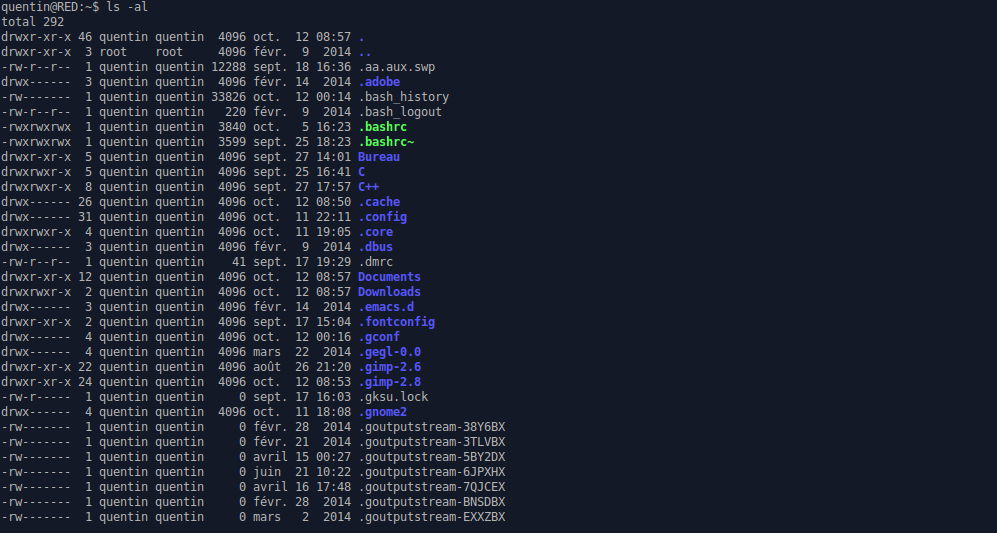 quentin@RED:~$ ls -al
total 292
drwxr-xr-x 46 quentin quentin  4096 oct.  12 08:57 .
drwxr-xr-x  3 root    root     4096 févr.  9  2014 ..
-rw-r--r--  1 quentin quentin 12288 sept. 18 16:36 .aa.aux.swp
drwx------  3 quentin quentin  4096 févr. 14  2014 .adobe
-rw-------  1 quentin quentin 33826 oct.  12 00:14 .bash_history
-rw-r--r--  1 quentin quentin   220 févr.  9  2014 .bash_logout
-rwxrwxrwx  1 quentin quentin  3840 oct.   5 16:23 .bashrc
-rwxrwxrwx  1 quentin quentin  3599 sept. 25 18:23 .bashrc~
drwxr-xr-x  5 quentin quentin  4096 sept. 27 14:01 Bureau
drwxrwxr-x  5 quentin quentin  4096 sept. 25 16:41 C
drwxrwxr-x  8 quentin quentin  4096 sept. 27 17:57 C++
drwx------ 26 quentin quentin  4096 oct.  12 08:50 .cache
drwx------ 31 quentin quentin  4096 oct.  11 22:11 .config
drwxrwxr-x  4 quentin quentin  4096 oct.  11 19:05 .core
drwx------  3 quentin quentin  4096 févr.  9  2014 .dbus
-rw-r--r--  1 quentin quentin    41 sept. 17 19:29 .dmrc
drwxr-xr-x 12 quentin quentin  4096 oct.  12 08:57 Documents
drwxrwxr-x  2 quentin quentin  4096 oct.  12 08:57 Downloads
drwx------  3 quentin quentin  4096 févr. 14  2014 .emacs.d
drwxr-xr-x  2 quentin quentin  4096 sept. 17 15:04 .fontconfig
drwx------  4 quentin quentin  4096 oct.  12 00:16 .gconf
drwx------  4 quentin quentin  4096 mars  22  2014 .gegl-0.0
drwxr-xr-x 22 quentin quentin  4096 août  26 21:20 .gimp-2.6
drwxr-xr-x 24 quentin quentin  4096 oct.  12 08:53 .gimp-2.8
-rw-r-----  1 quentin quentin     0 sept. 17 16:03 .gksu.lock
drwx------  4 quentin quentin  4096 oct.  11 18:08 .gnome2
-rw-------  1 quentin quentin     0 févr. 28  2014 .goutputstream-38Y6BX
-rw-------  1 quentin quentin     0 févr. 21  2014 .goutputstream-3TLVBX
-rw-------  1 quentin quentin     0 avril 15 00:27 .goutputstream-5BY2DX
-rw-------  1 quentin quentin     0 juin  21 10:22 .goutputstream-6JPXHX
-rw-------  1 quentin quentin     0 avril 16 17:48 .goutputstream-7QJCEX
-rw-------  1 quentin quentin     0 févr. 28  2014 .goutputstream-BNSDBX
-rw-------  1 quentin quentin     0 mars   2  2014 .goutputstream-EXXZBX